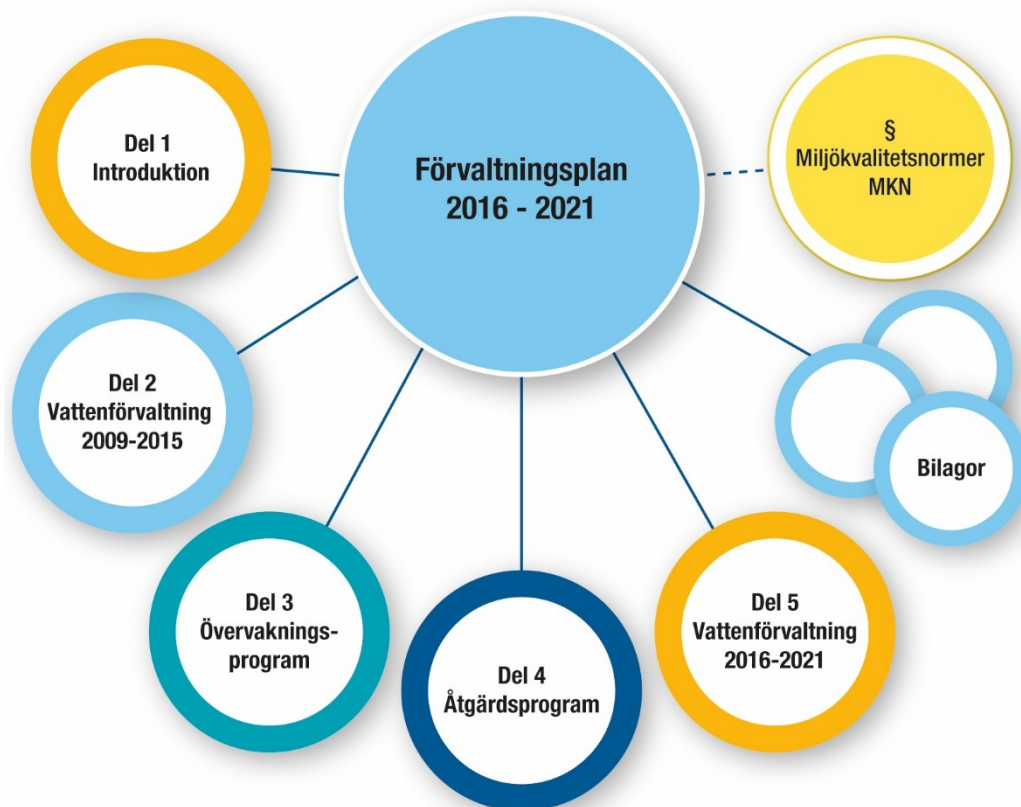 Förvaltningsplan
2016 - 2021
Del 1
Introduktion
Del 2
Vattenförvaltning
2009-2015
Del 3
Övervaknings-
program
Del 4
Åtgärdsprogram
Del 5
Vattenförvaltning
2016-2021
Bilagor
§
Miljökvalitetsnormer
MKN